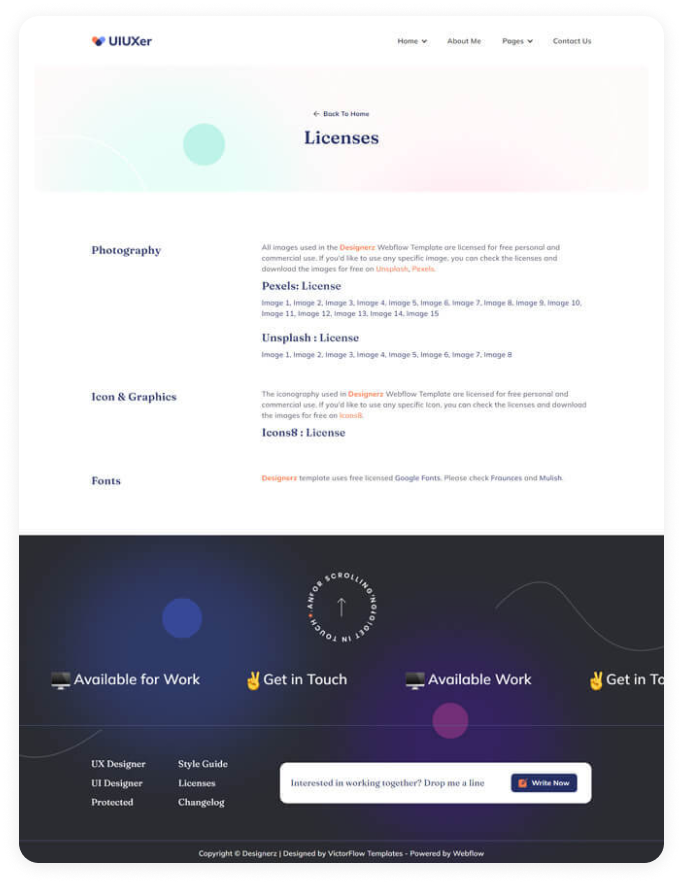 UIUXer
Home
About Me
Pages
Contact Us
← Back To Home
Licenses
Photography
All images used in the Designerz Webflow Template are licensed for free personal and
commercial use. If you'd like to use any specific image, you can check the licenses and
download the images for free on Unsplash, Pexels.
Pexels: License
Image 1, Image 2, Image 3, Image 4, Image 5, Image 6, Image 7, Image 8, Image 9, Image 10,
Image 11, Image 12, Image 13, Image 14, Image 15
Unsplash : License
Image 1, Image 2, Image 3, Image 4, Image 5, Image 6, Image 7, Image 8
Icon & Graphics
The iconography used in Designerz Webflow Template are licensed for free personal and
commercial use. If you'd like to use any specific Icon, you can check the licenses and download
the images for free on Icons8.
Icons8 : License
Fonts
Designerz template uses free licensed Google Fonts. Please check Fraunces and Mulish.
FOR SCROLLING
GET IN TOUCH
Available for Work
✌Get in Touch
Available Work
✌Get in To
UX Designer
Style Guide
UI Designer
Licenses
Protected
Changelog
Interested in working together? Drop me a line
Write Now
Copyright © Designerz | Designed by VictorFlow Templates - Powered by Webflow